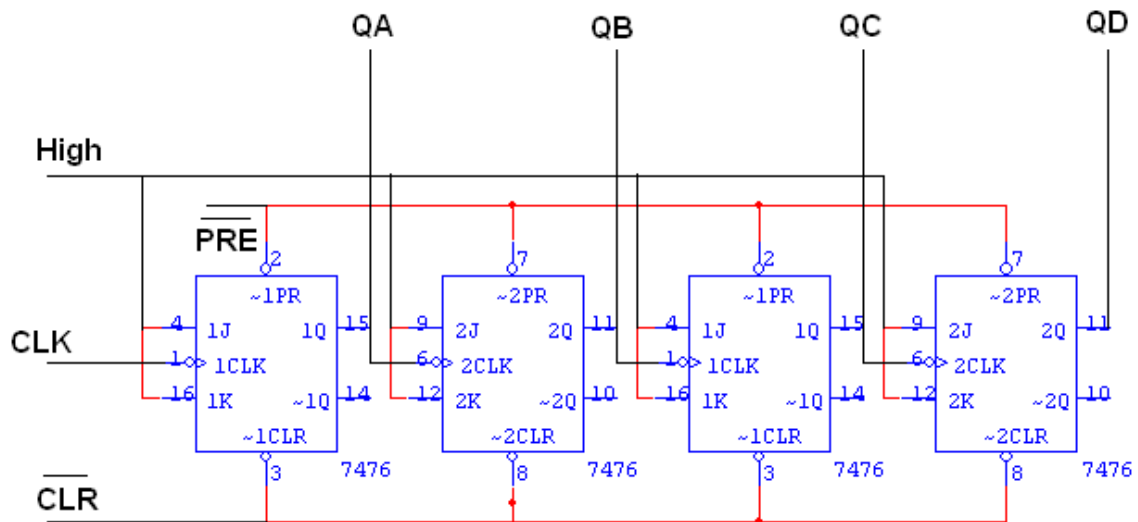 QA QB QC QD
High
PRE
2 7 2 7
~1PR ~2PR ~1PR ~2PR
4 1J 1Q 15 9 2J 2Q 11 4 1J 1Q 15 9 2J 2Q 11
CLK
1 1CLK 6 2CLK 1 1CLK 6 2CLK
16 1K ~1Q 14 12 2K ~2Q 10 16 1K ~1Q 14 12 2K ~2Q 10
~1CLR ~2CLR ~1CLR ~2CLR
3 7476 8 7476 3 7476 8 7476
CLR